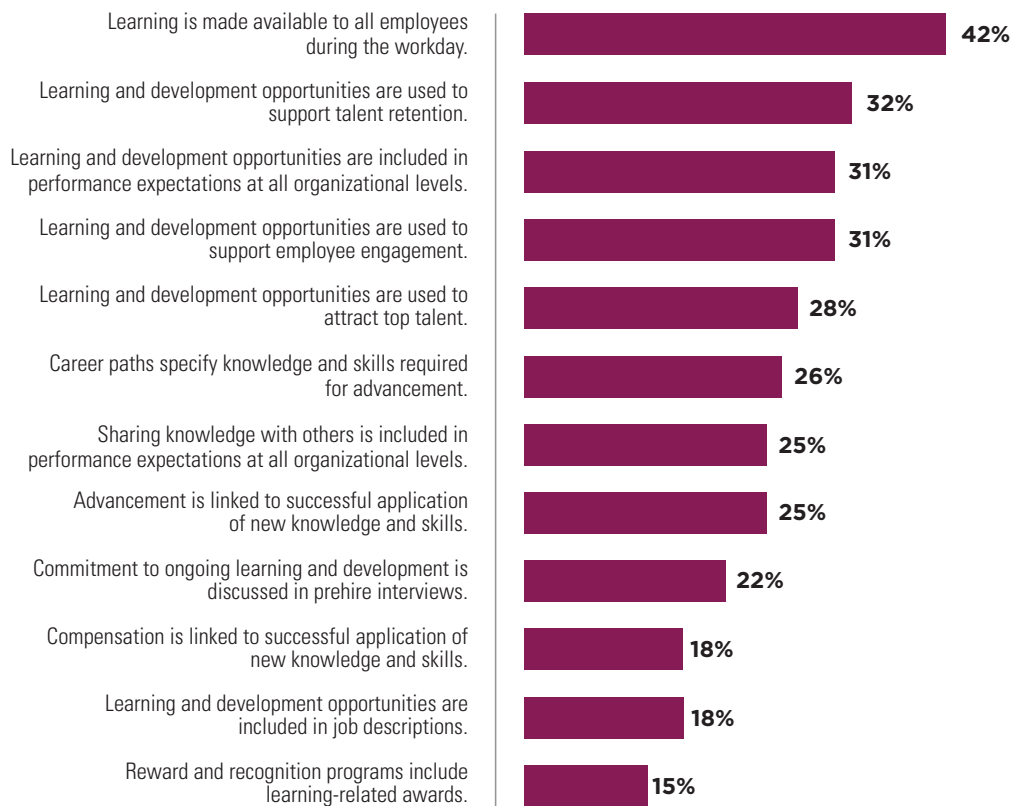 Learning is made available to all employees
during the workday.
42%
Learning and development opportunities are used to
support talent retention.
32%
Learning and development opportunities are included in
performance expectations at all organizational levels.
31%
Learning and development opportunities are used to
support employee engagement.
31%
Learning and development opportunities are used to
attract top talent.
28%
Career paths specify knowledge and skills required
for advancement.
26%
Sharing knowledge with others is included in
performance expectations at all organizational levels.
25%
Advancement is linked to successful application
of new knowledge and skills.
25%
Commitment to ongoing learning and development is
discussed in prehire interviews.
22%
Compensation is linked to successful application of
new knowledge and skills.
18%
Learning and development opportunities are
included in job descriptions.
18%
Reward and recognition programs include
learning-related awards.
15%